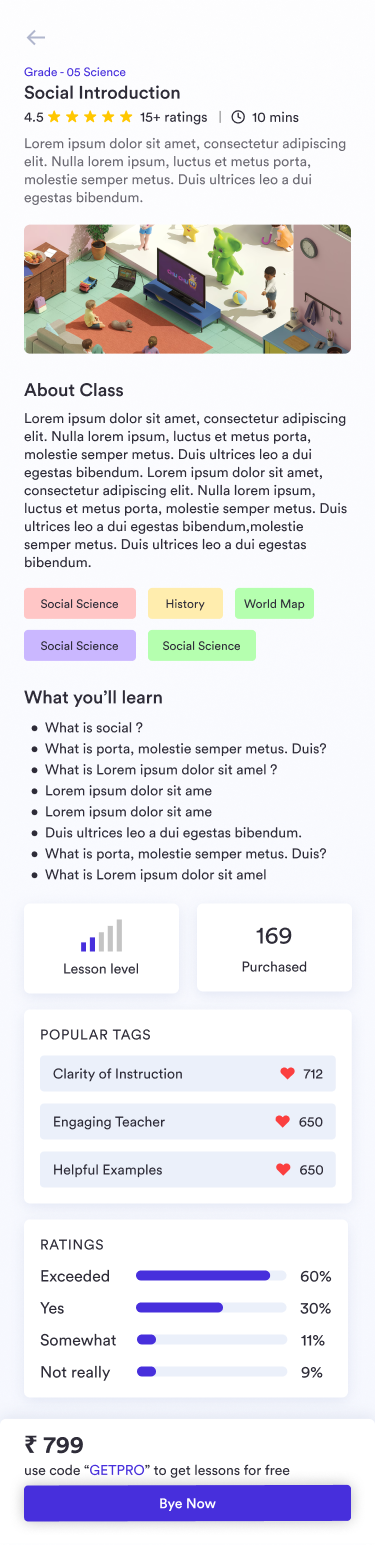 Grade - 05 Science
Social Introduction
4.5 15+ ratings | 10 mins
Lorem ipsum dolor sit amet, consectetur adipiscing
elit. Nulla lorem ipsum, luctus et metus porta,
molestie semper metus. Duis ultrices leo a dui
egestas bibendum.
About Class
Lorem ipsum dolor sit amet, consectetur adipiscing
elit. Nulla lorem ipsum, luctus et metus porta,
molestie semper metus. Duis ultrices leo a dui
egestas bibendum. Lorem ipsum dolor sit amet,
consectetur adipiscing elit. Nulla lorem ipsum,
luctus et metus porta, molestie semper metus. Duis
ultrices leo a dui egestas bibendum,molestie
semper metus. Duis ultrices leo a dui egestas
bibendum.
Social Science History World Map
Social Science Social Science
What you’ll learn
• What is social ?
• What is porta, molestie semper metus. Duis?
• What is Lorem ipsum dolor sit amel ?
• Lorem ipsum dolor sit ame
• Lorem ipsum dolor sit ame
• Duis ultrices leo a dui egestas bibendum.
• What is porta, molestie semper metus. Duis?
• What is Lorem ipsum dolor sit amel
169
Lesson level Purchased
POPULAR TAGS
Clarity of Instruction 712
Engaging Teacher 650
Helpful Examples 650
RATINGS
Exceeded 60%
Yes 30%
Somewhat 11%
Not really 9%
₹ 799
use code “GETPRO” to get lessons for free
Bye Now